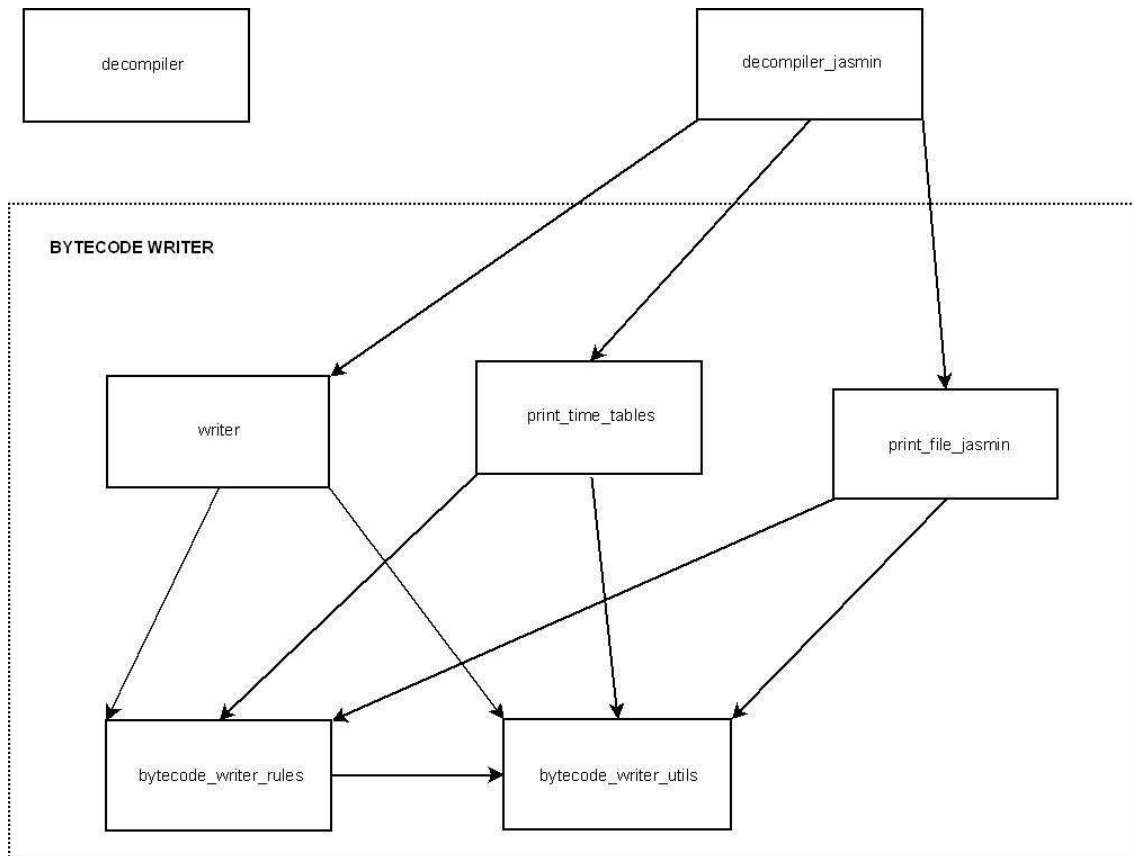 decompiler
decompiler_jasmin
BYTECODE WRITER
writer
print_time_tables
print_file_jasmin
bytecode_writer_rules
bytecode_writer_utils